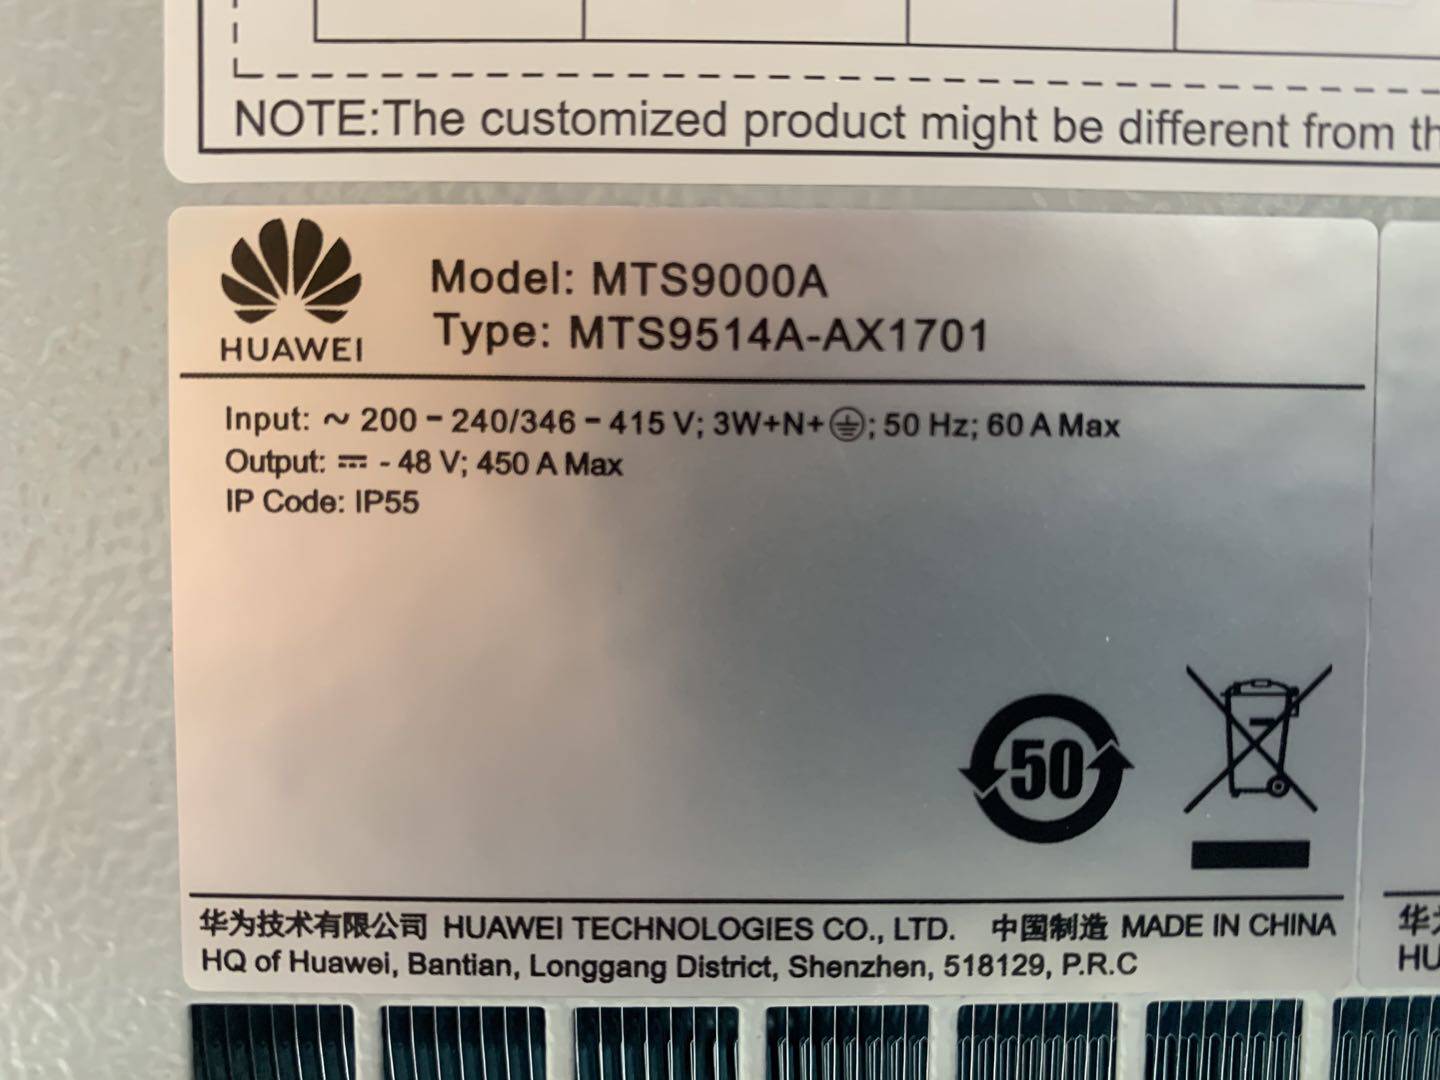 NOTE:The customized product might be different from
HUAWEI
Model: MTS9000A
Type: MTS9514A-AX1701
Input: ~ 200 - 240/346 - 415 V; 3W+N+⏚; 50 Hz; 60 A Max
Output: ⎓ - 48 V; 450 A Max
IP Code: IP55
50
华为技术有限公司 HUAWEI TECHNOLOGIES CO., LTD. 中国制造 MADE IN CHINA
HQ of Huawei, Bantian, Longgang District, Shenzhen, 518129, P.R.C